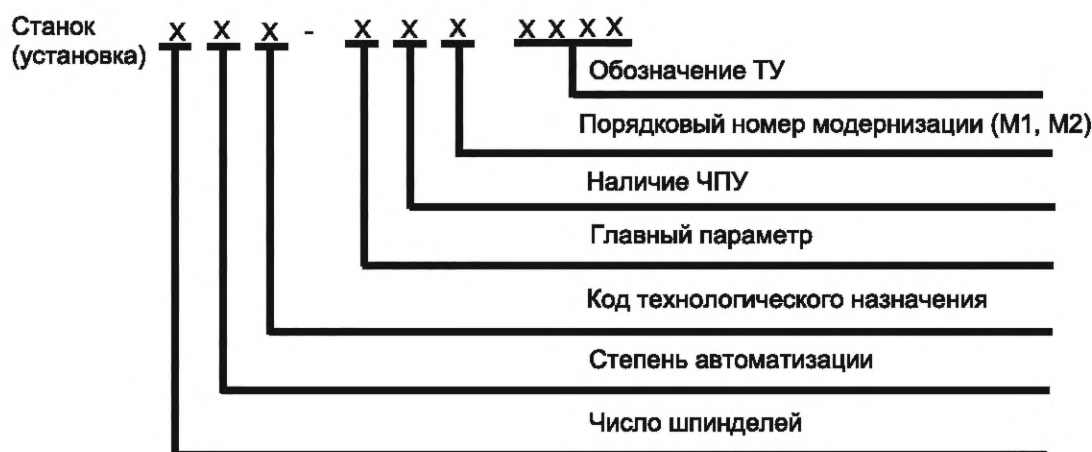 Станок X X X - X X X X X X X
(установка)
Обозначение ТУ
Порядковый номер модернизации (М1, М2)
Наличие ЧПУ
Главный параметр
Код технологического назначения
Степень автоматизации
Число шпинделей